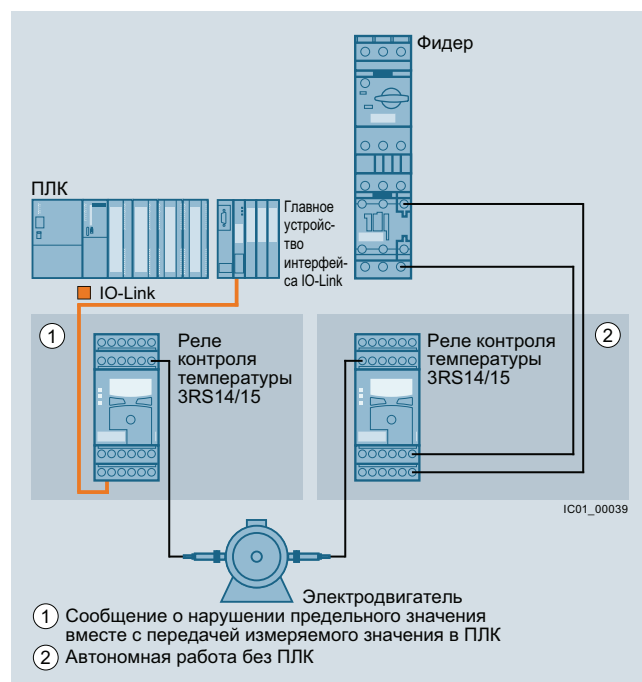 Фидер
ПЛК
Главное
устройс-
тво
интерфей-
са IO-Link
IO-Link
1
Реле
контроля
температуры
3RS14/15
Реле контроля
температуры
3RS14/15
2
IC01_00039
Электродвигатель
1 Сообщение о нарушении предельного значения
вместе с передачей измеряемого значения в ПЛК
2 Автономная работа без ПЛК